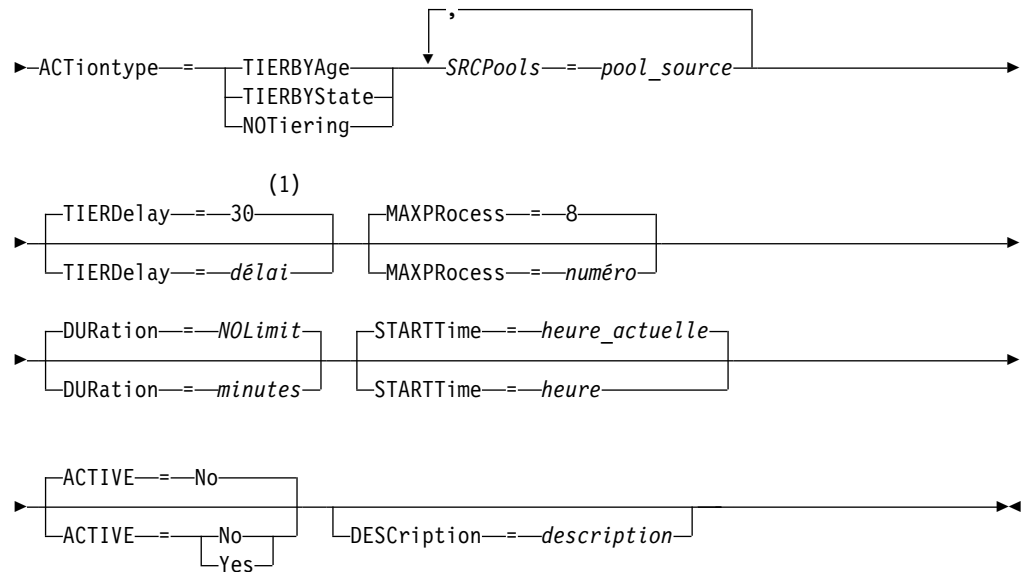 ,
ACTiontype = TIERBYAge SRCPools = pool_source
TIERBYState
NOTiering
(1)
TIERDelay = 30 MAXPRocess = 8
TIERDelay = délai MAXPRocess = numéro
DURation = NOLimit STARTTime = heure_actuelle
DURation = minutes STARTTime = heure
ACTIVE = No
ACTIVE = No DESCription = description
Yes